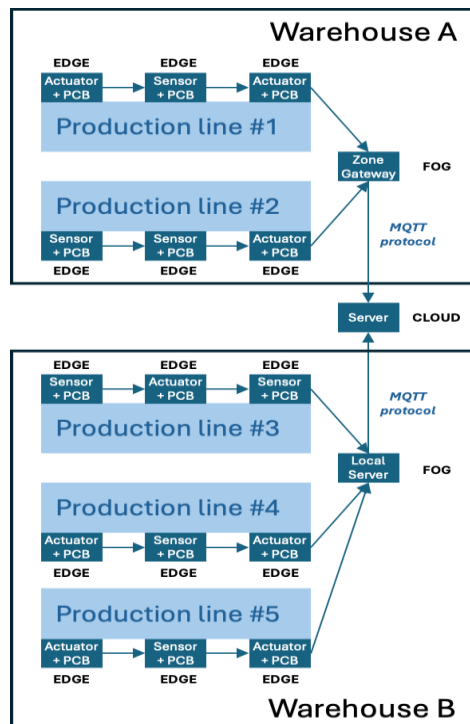 Warehouse A
EDGE EDGE EDGE
Actuator + PCB
Sensor + PCB
Actuator + PCB
Production line #1
Zone Gateway
FOG
Production line #2
Sensor + PCB
Sensor + PCB
Actuator + PCB
EDGE EDGE EDGE
MQTT protocol
Server
CLOUD
EDGE EDGE EDGE
Sensor + PCB
Actuator + PCB
Sensor + PCB
MQTT protocol
Production line #3
Local Server
FOG
Production line #4
Actuator + PCB
Sensor + PCB
Actuator + PCB
EDGE EDGE EDGE
Production line #5
Actuator + PCB
Sensor + PCB
Actuator + PCB
EDGE EDGE EDGE
Warehouse B